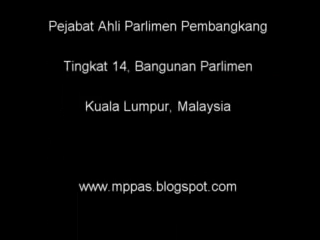 Pejabat Ahli Parlimen Pembangkang
Tingkat 14, Bangunan Parlimen
Kuala Lumpur, Malaysia
www.mppas.blogspot.com